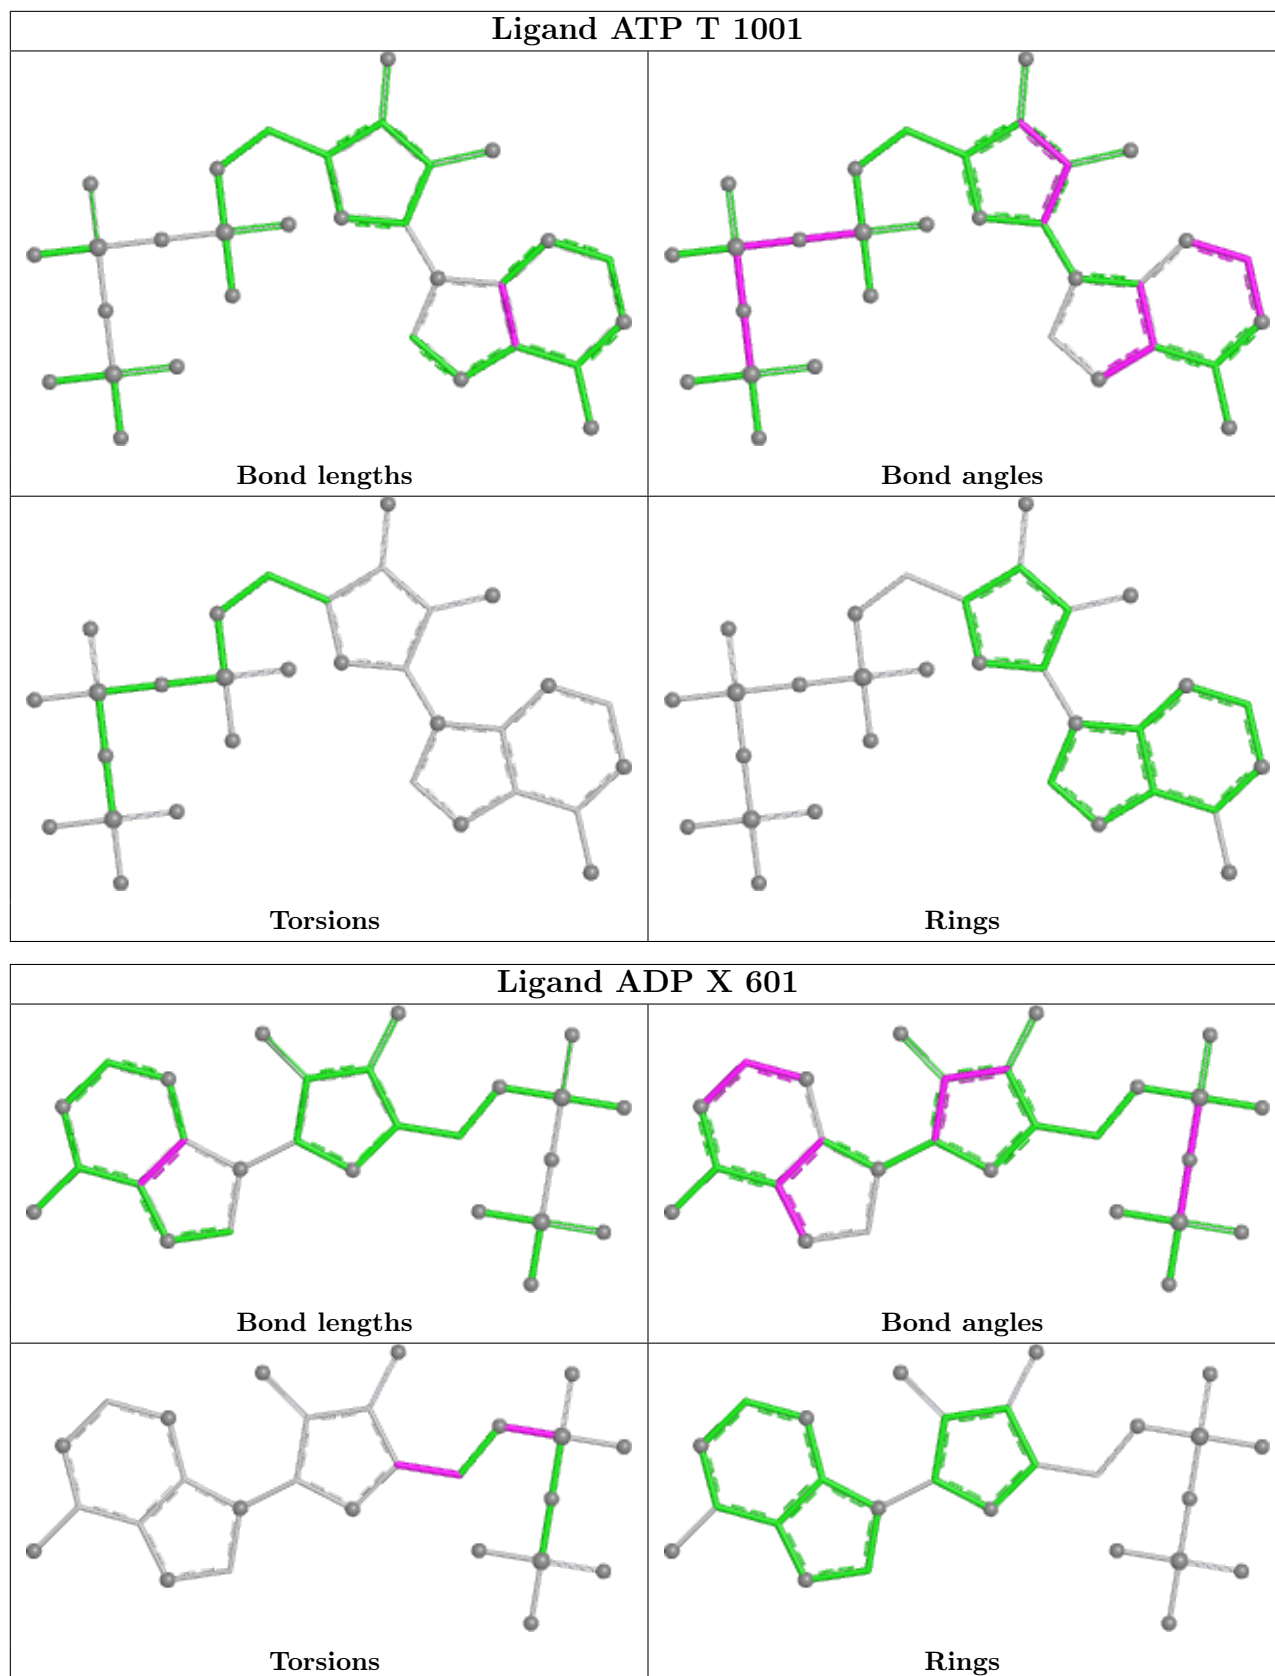 Ligand ATP T 1001
Bond lengths
Bond angles
Torsions
Rings
Ligand ADP X 601
Bond lengths
Bond angles
Torsions
Rings